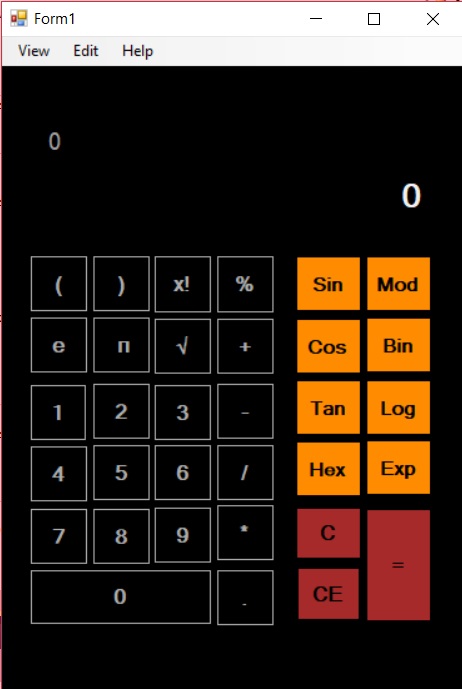 Form1
View Edit Help
0
0
( ) x! % Sin Mod
e п √ + Cos Bin
1 2 3 - Tan Log
4 5 6 / Hex Exp
7 8 9 * C =
0 . CE